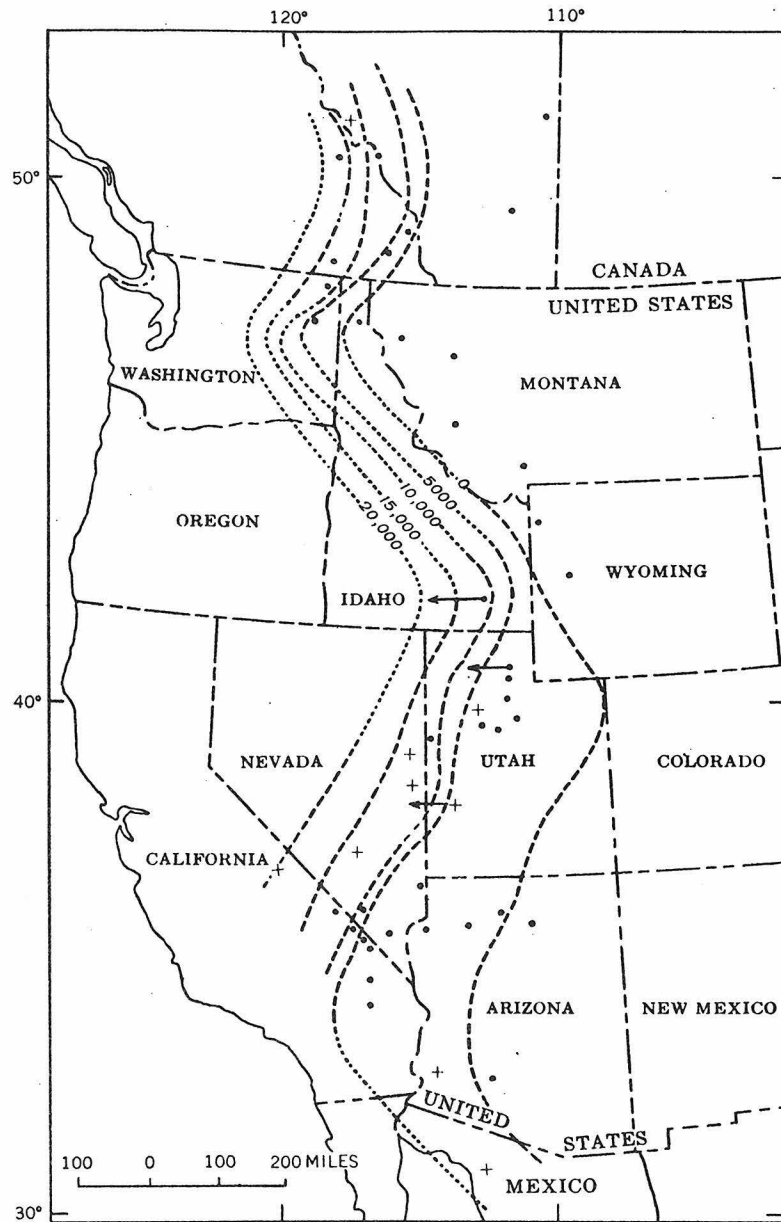 120° 110°
50°
CANADA
UNITED STATES
WASHINGTON
MONTANA
0
5000
10,000
15,000
20,000
OREGON
IDAHO
WYOMING
40°
NEVADA
UTAH
COLORADO
CALIFORNIA
ARIZONA
NEW MEXICO
UNITED
STATES
100 0 100 200 MILES
MEXICO
30°